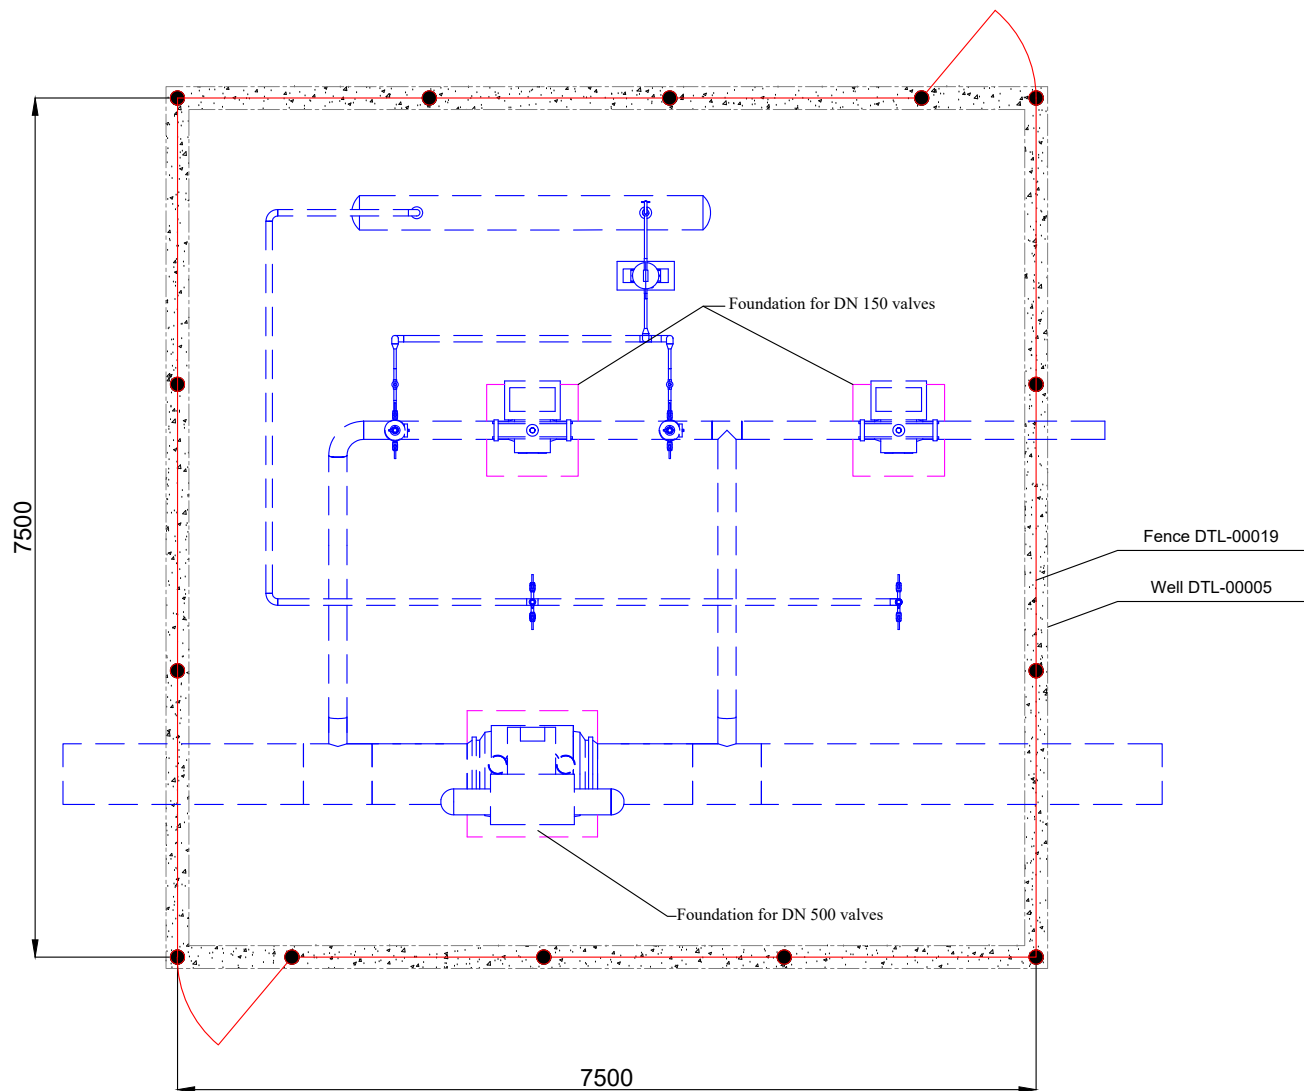 Foundation for DN 150 valves
7500
Fence DTL-00019
Well DTL-00005
Foundation for DN 500 valves
7500